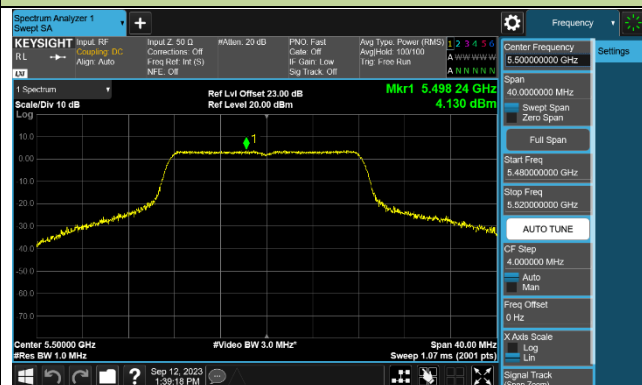 Spectrum Analyzer 1
Swept SA
Frequency
KEYSIGHT
Input: RF
Coupling: DC
Align: Auto
Input Z: 50 Ω
Corrections: Off
Freq Ref: Int (S)
NFE: Off
#Atten: 20 dB
PNO: Fast
Gate: Off
IF Gain: Low
Sig Track: Off
Avg Type: Power (RMS)
Avg|Hold: 100/100
Trig: Free Run
1 2 3 4 5 6
A W W W W W
A N N N N N
RL
LXI
1 Spectrum
Scale/Div 10 dB
Log
Ref Lvl Offset 23.00 dB
Ref Level 20.00 dBm
Mkr1 5.498 24 GHz
4.130 dBm
1
10.0
0.00
-10.0
-20.0
-30.0
-40.0
-50.0
-60.0
-70.0
Center 5.50000 GHz
#Res BW 1.0 MHz
#Video BW 3.0 MHz*
Span 40.00 MHz
Sweep 1.07 ms (2001 pts)
Sep 12, 2023
1:39:18 PM
Center Frequency
5.500000000 GHz
Settings
Span
40.0000000 MHz
Swept Span
Zero Span
Full Span
Start Freq
5.480000000 GHz
Stop Freq
5.520000000 GHz
AUTO TUNE
CF Step
4.000000 MHz
Auto
Man
Freq Offset
0 Hz
X Axis Scale
Log
Lin
Signal Track
(Span Zoom)